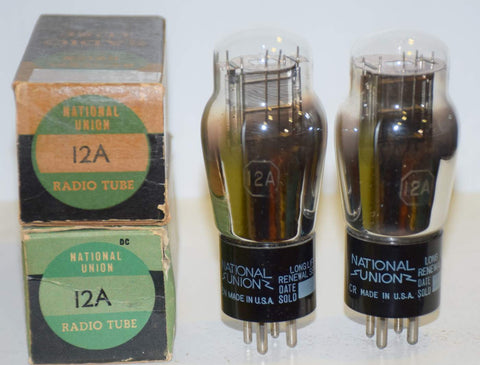 NATIONAL
UNION
12A
RADIO TUBE
DC
NATIONAL
UNION
12A
RADIO TUBE
12A
NATIONAL
UNION
LONG LIFE
RENEWAL
DATE
SOLD
MADE IN U.S.A.
12A
NATIONAL
UNION
LONG
RENEWAL
DATE
SOLD
CR MADE IN U.S.A.